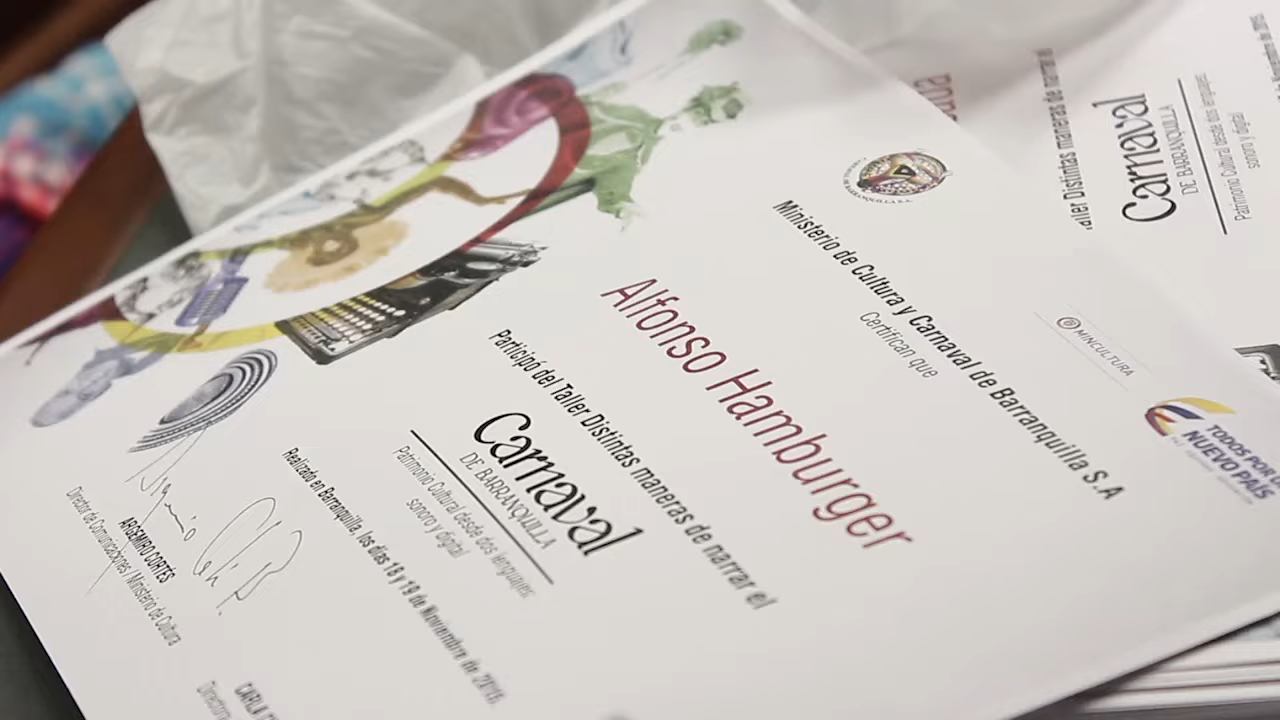 Ministerio de Cultura y Carnaval de Barranquilla S.A
Certifican que
Alfonso Hamburger
Participó del Taller Distintas maneras de narrar el
Carnaval
DE BARRANQUILLA
Patrimonio Cultural desde dos lenguajes:
sonoro y digital
Realizado en Barranquilla, los días 18 y 19 de Noviembre de
ARGEMIRO CORTÉS
Director de Comunicaciones / Ministerio de Cultura
CARLA
MINCULTURA
TODOS POR
NUEVO PAÍS
Taller Distintas maneras de narrar el
Carnaval
DE BARRANQUILLA
Patrimonio Cultural desde dos lenguajes:
sonoro y digital